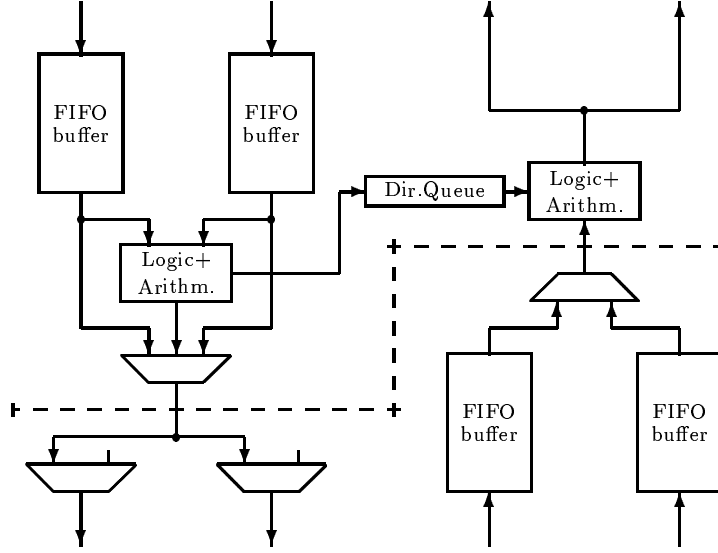 FIFO
buffer
FIFO
buffer
Dir.Queue
Logic+
Arithm.
Logic+
Arithm.
FIFO
buffer
FIFO
buffer